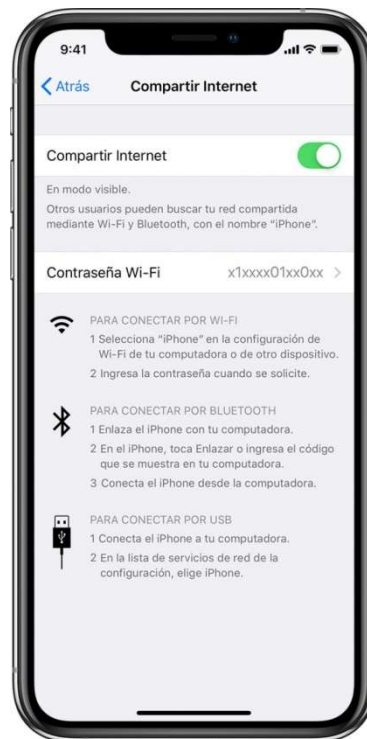 9:41
Atrás
Compartir Internet
Compartir Internet
En modo visible.
Otros usuarios pueden buscar tu red compartida
mediante Wi-Fi y Bluetooth, con el nombre “iPhone”.
Contraseña Wi-Fi x1xxxx01xx0xx
PARA CONECTAR POR WI-FI
1 Selecciona “iPhone” en la configuración de
Wi-Fi de tu computadora o de otro dispositivo.
2 Ingresa la contraseña cuando se solicite.
PARA CONECTAR POR BLUETOOTH
1 Enlaza el iPhone con tu computadora.
2 En el iPhone, toca Enlazar o ingresa el código
que se muestra en tu computadora.
3 Conecta el iPhone desde la computadora.
PARA CONECTAR POR USB
1 Conecta el iPhone a tu computadora.
2 En la lista de servicios de red de la
configuración, elige iPhone.